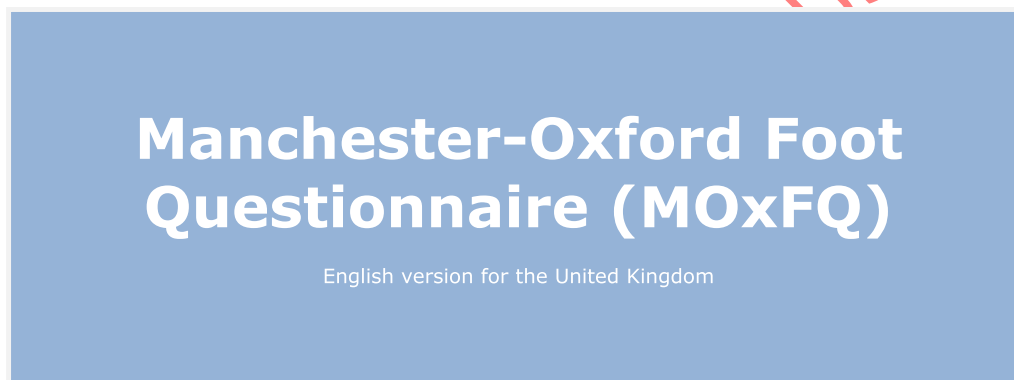 Manchester-Oxford Foot
Questionnaire (MOxFQ)
English version for the United Kingdom